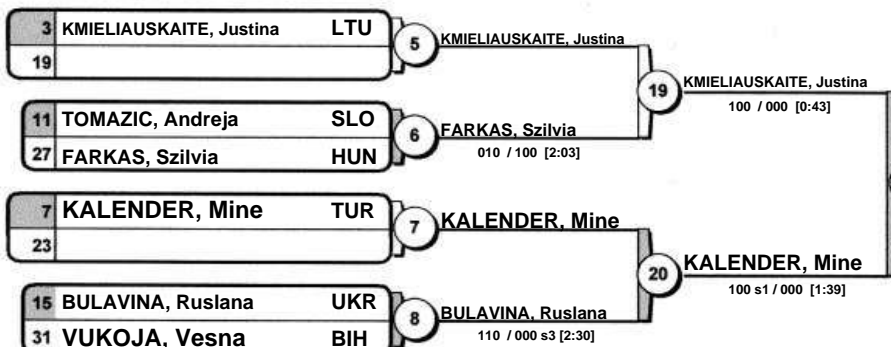 3 KMIELIAUSKAITE, Justina LTU
19
5
KMIELIAUSKAITE, Justina
11 TOMAZIC, Andreja SLO
27 FARKAS, Szilvia HUN
6
FARKAS, Szilvia
010 / 100 [2:03]
19
KMIELIAUSKAITE, Justina
100 / 000 [0:43]
7 KALENDER, Mine TUR
23
7
KALENDER, Mine
15 BULAVINA, Ruslana UKR
31 VUKOJA, Vesna BIH
8
BULAVINA, Ruslana
110 / 000 s3 [2:30]
20
KALENDER, Mine
100 s1 / 000 [1:39]